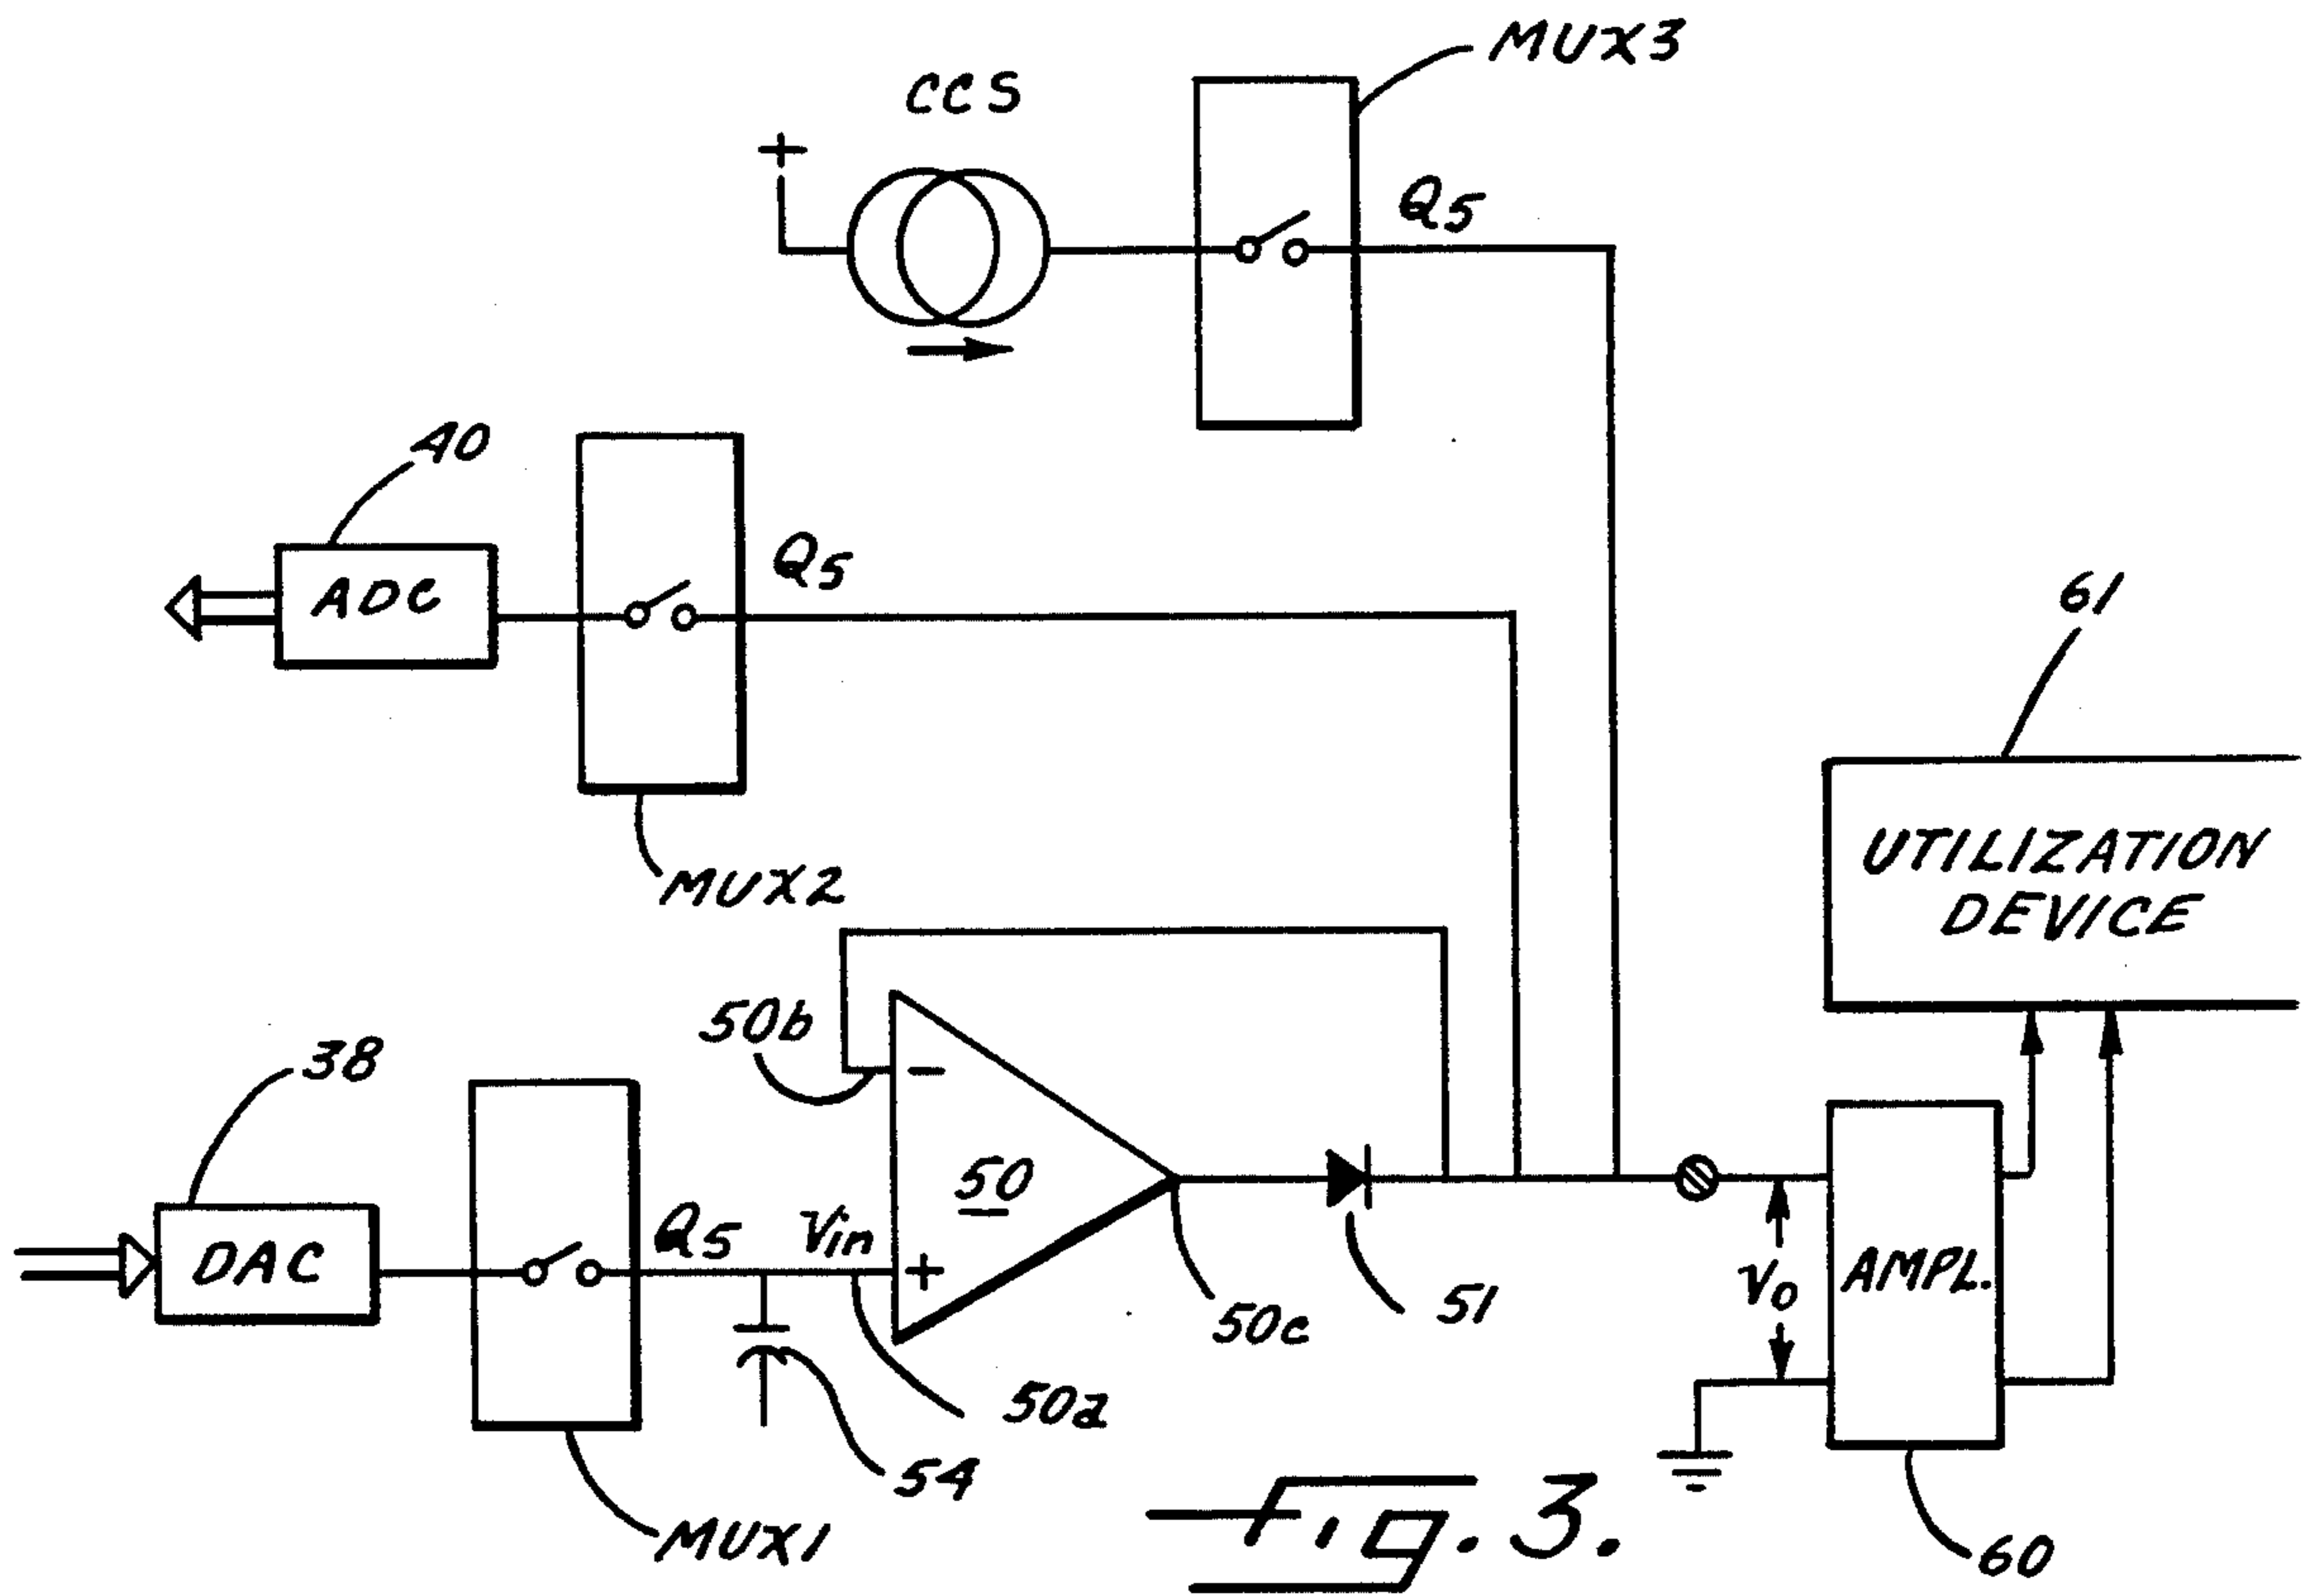 MUX3
CCS
+
Q5
40
ADC
Q5
61
MUX2
UTILIZATION
DEVICE
50b
-
38
50
DAC
Q5
Vin
+
AMPL.
Vo
51
50c
50a
54
MUX1
Fig. 3.
60